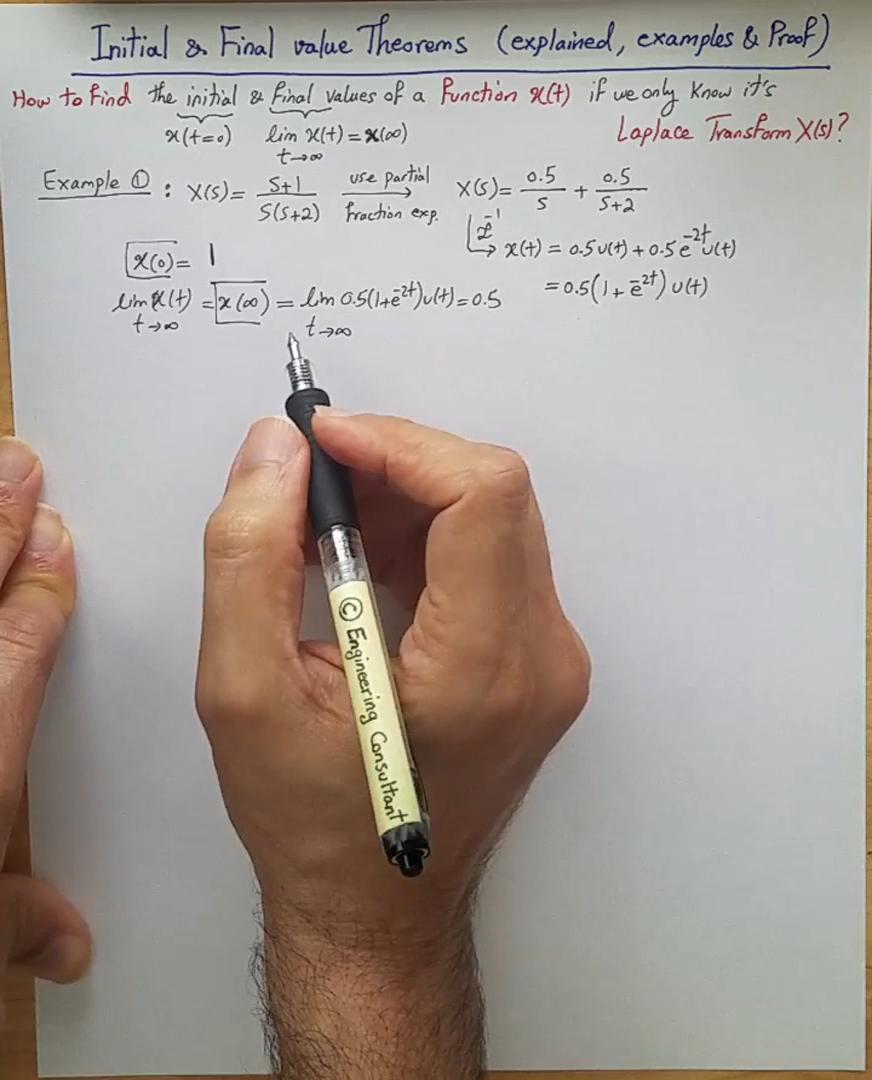 Initial & Final value Theorems (explained, examples & Proof)
How to find the initial & final values of a function x(t) if we only know it's
x(t=0) lim x(t) = x(∞) Laplace Transform X(s)?
t→∞
Example ① : X(s) = s+1 / s(s+2) use partial fraction exp. → X(s) = 0.5/s + 0.5/s+2
ℒ⁻¹ → x(t) = 0.5u(t) + 0.5e^-2t u(t)
x(0) = 1
= 0.5(1+e^-2t) u(t)
lim x(t) = x(∞) = lim 0.5(1+e^-2t)u(t) = 0.5
t→∞ t→∞
© Engineering Consultant